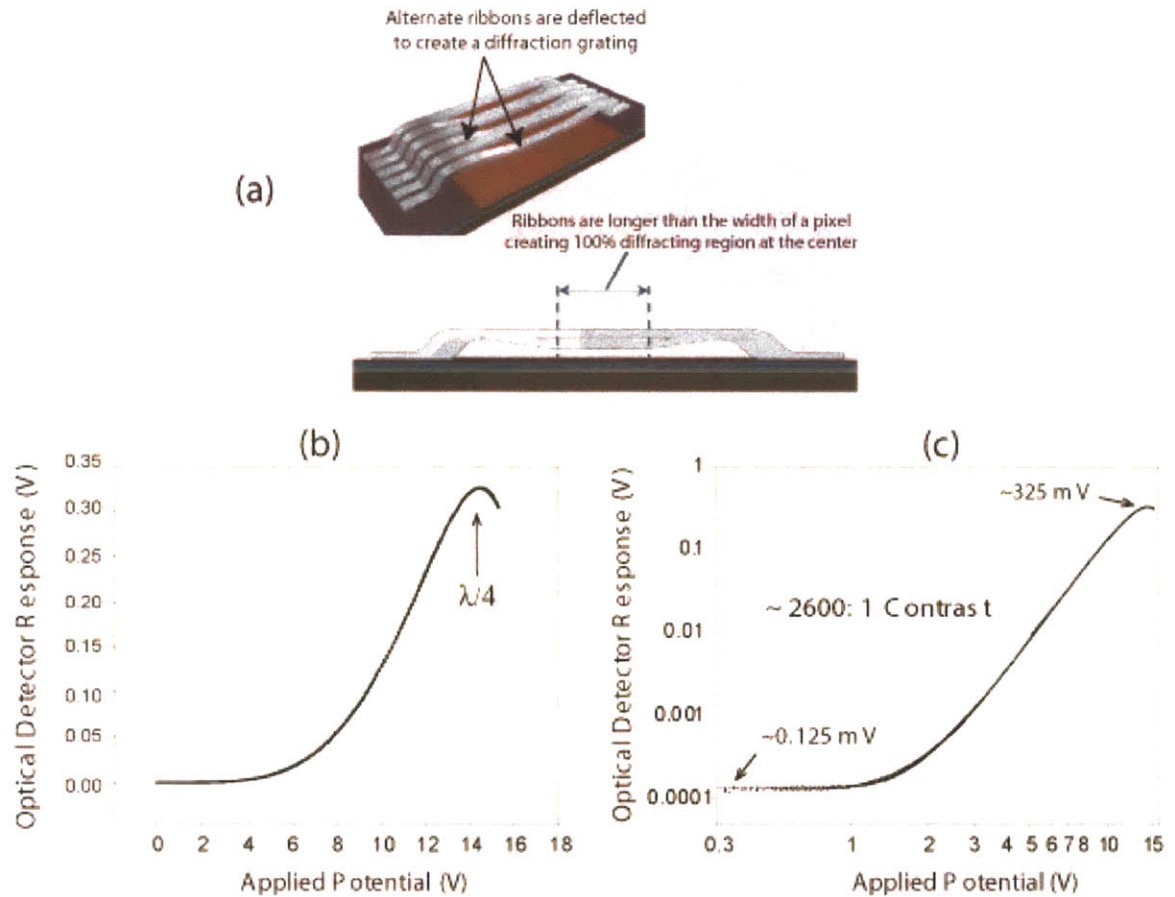 Alternate ribbons are deflected
to create a diffraction grating
(a)
Ribbons are longer than the width of a pixel
creating 100% diffracting region at the center
(b)
Optical Detector Response (V)
0.35
0.30
0.25
0.20
0.15
0.10
0.05
0.00
λ/4
0 2 4 6 8 10 12 14 16 18
Applied Potential (V)
(c)
Optical Detector Response (V)
1
0.1
0.01
0.001
0.0001
~325 mV
~ 2600: 1 Contrast
~0.125 mV
0.3 1 2 3 4 5 6 7 8 10 15
Applied Potential (V)